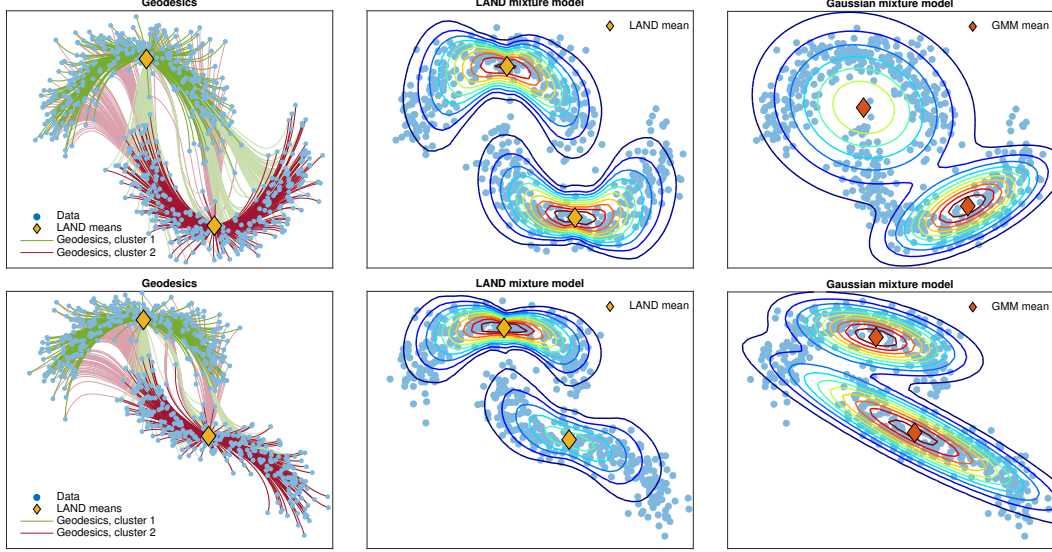 Geodesics
LAND mixture model
Gaussian mixture model
LAND mean
GMM mean
Data
LAND means
Geodesics, cluster 1
Geodesics, cluster 2
Geodesics
LAND mixture model
Gaussian mixture model
LAND mean
GMM mean
Data
LAND means
Geodesics, cluster 1
Geodesics, cluster 2